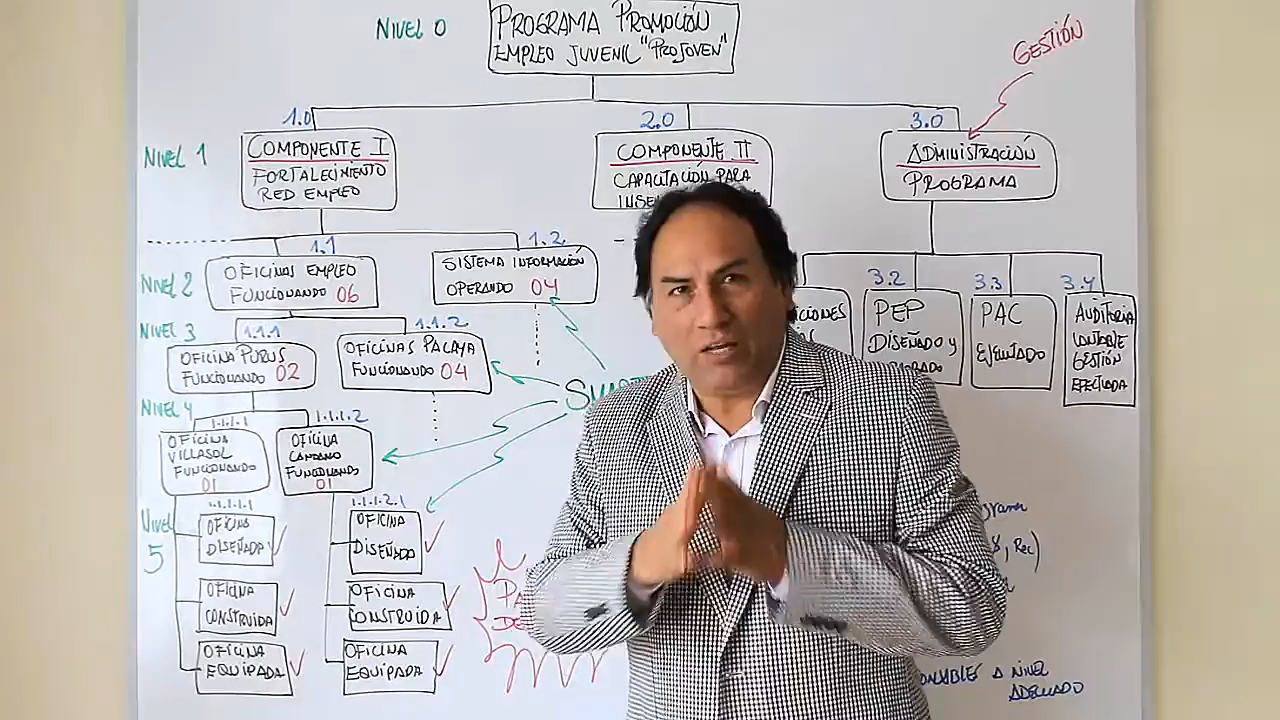 NIVEL 0
PROGRAMA PROMOCIÓN
EMPLEO JUVENIL "PROJOVEN"
GESTIÓN
1.0
2.0
3.0
NIVEL 1
COMPONENTE I
FORTALECIMIENTO
RED EMPLEO
COMPONENTE II
CAPACITACIÓN PARA
ADMINISTRACIÓN
PROGRAMA
1.1
1.2
NIVEL 2
OFICINAS EMPLEO
FUNCIONANDO 06
SISTEMA INFORMACIÓN
OPERANDO 04
3.2
3.3
3.4
PEP
DISEÑADO Y
PAC
EJECUTADO
AUDITORIA
CONTABLE
GESTIÓN
EFECTUADA
NIVEL 3
1.1.1
1.1.2
OFICINA PURUS
FUNCIONANDO 02
OFICINAS PACAYA
FUNCIONANDO 04
NIVEL 4
1.1.1.1
1.1.1.2
OFICINA
VILLASOL
FUNCIONANDO
01
OFICINA
FUNCIONANDO
01
NIVEL
5
1.1.1.1.1
1.1.1.2.1
OFICINA
DISEÑADA
OFICINA
DISEÑADO
OFICINA
CONSTRUIDA
OFICINA
CONSTRUIDA
OFICINA
EQUIPADA
OFICINA
EQUIPADA
$, Rec)
A NIVEL
ADECUADO